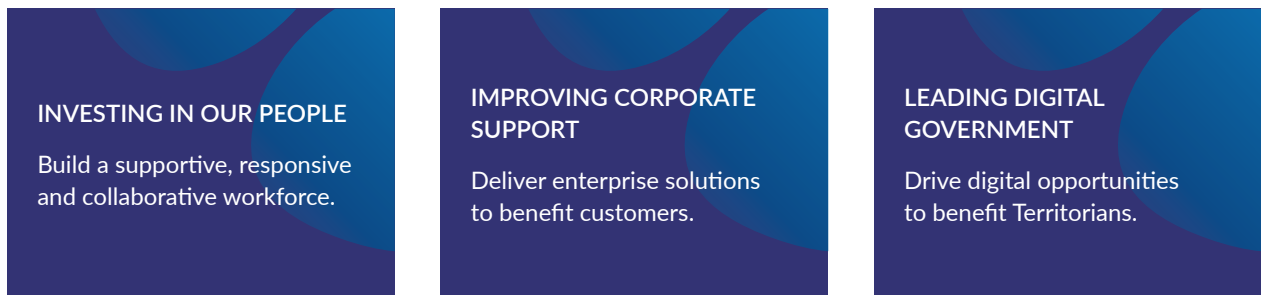 INVESTING IN OUR PEOPLE
Build a supportive, responsive
and collaborative workforce.
IMPROVING CORPORATE
SUPPORT
Deliver enterprise solutions
to benefit customers.
LEADING DIGITAL
GOVERNMENT
Drive digital opportunities
to benefit Territorians.